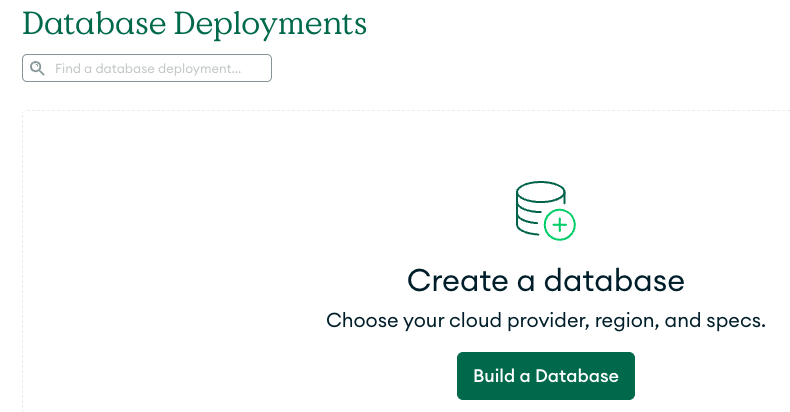 Database Deployments
Find a database deployment...
Create a database
Choose your cloud provider, region, and specs.
Build a Database